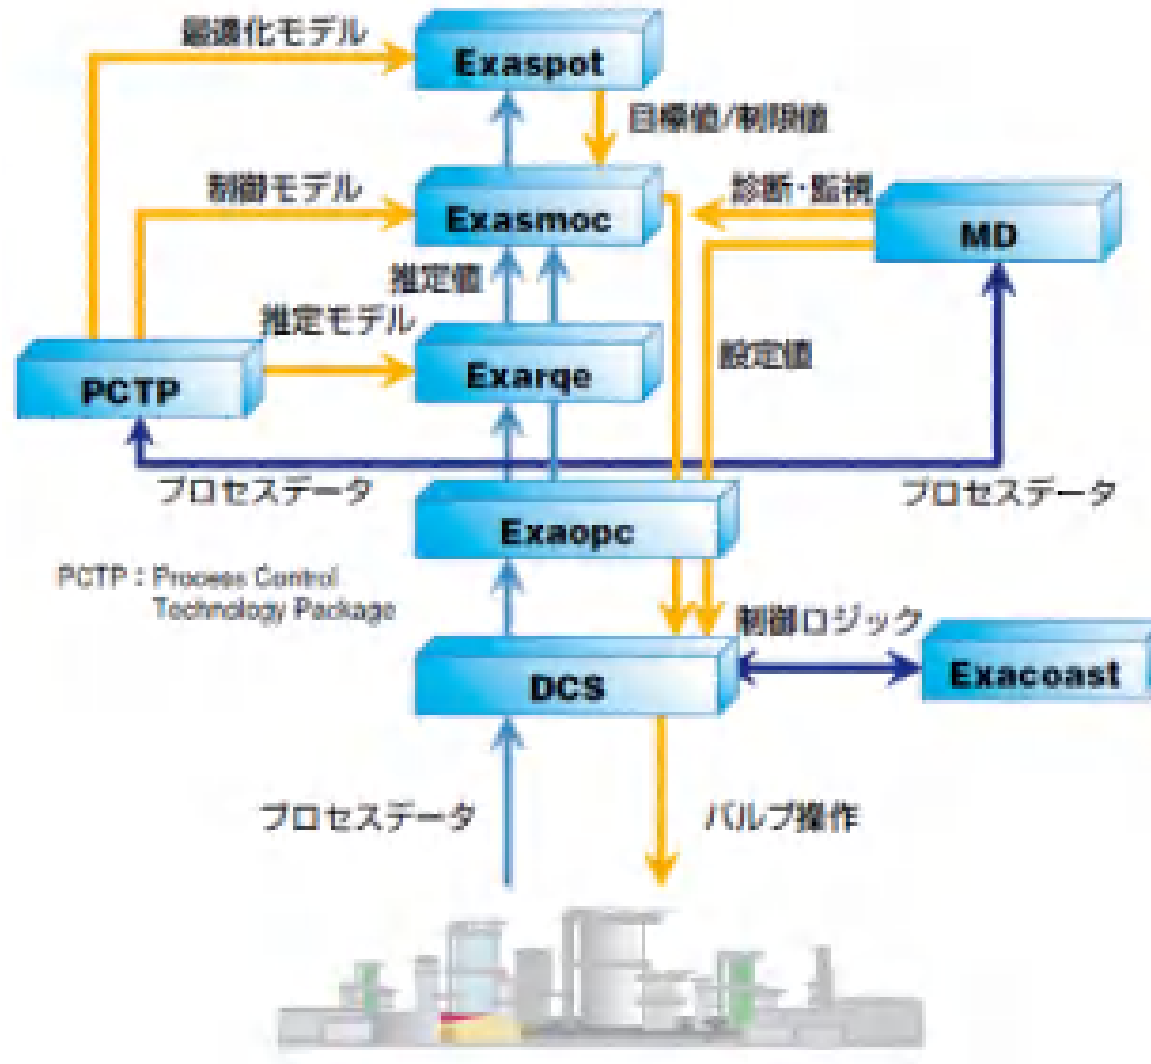 最適化モデル
Exaspot
目標値/制限値
制御モデル
Exasmoc
診断・監視
MD
推定値
推定モデル
Exarqe
設定値
PCTP
プロセスデータ
プロセスデータ
Exaopc
PCTP：Process Control
Technology Package
制御ロジック
DCS
Exacoast
プロセスデータ
バルブ操作